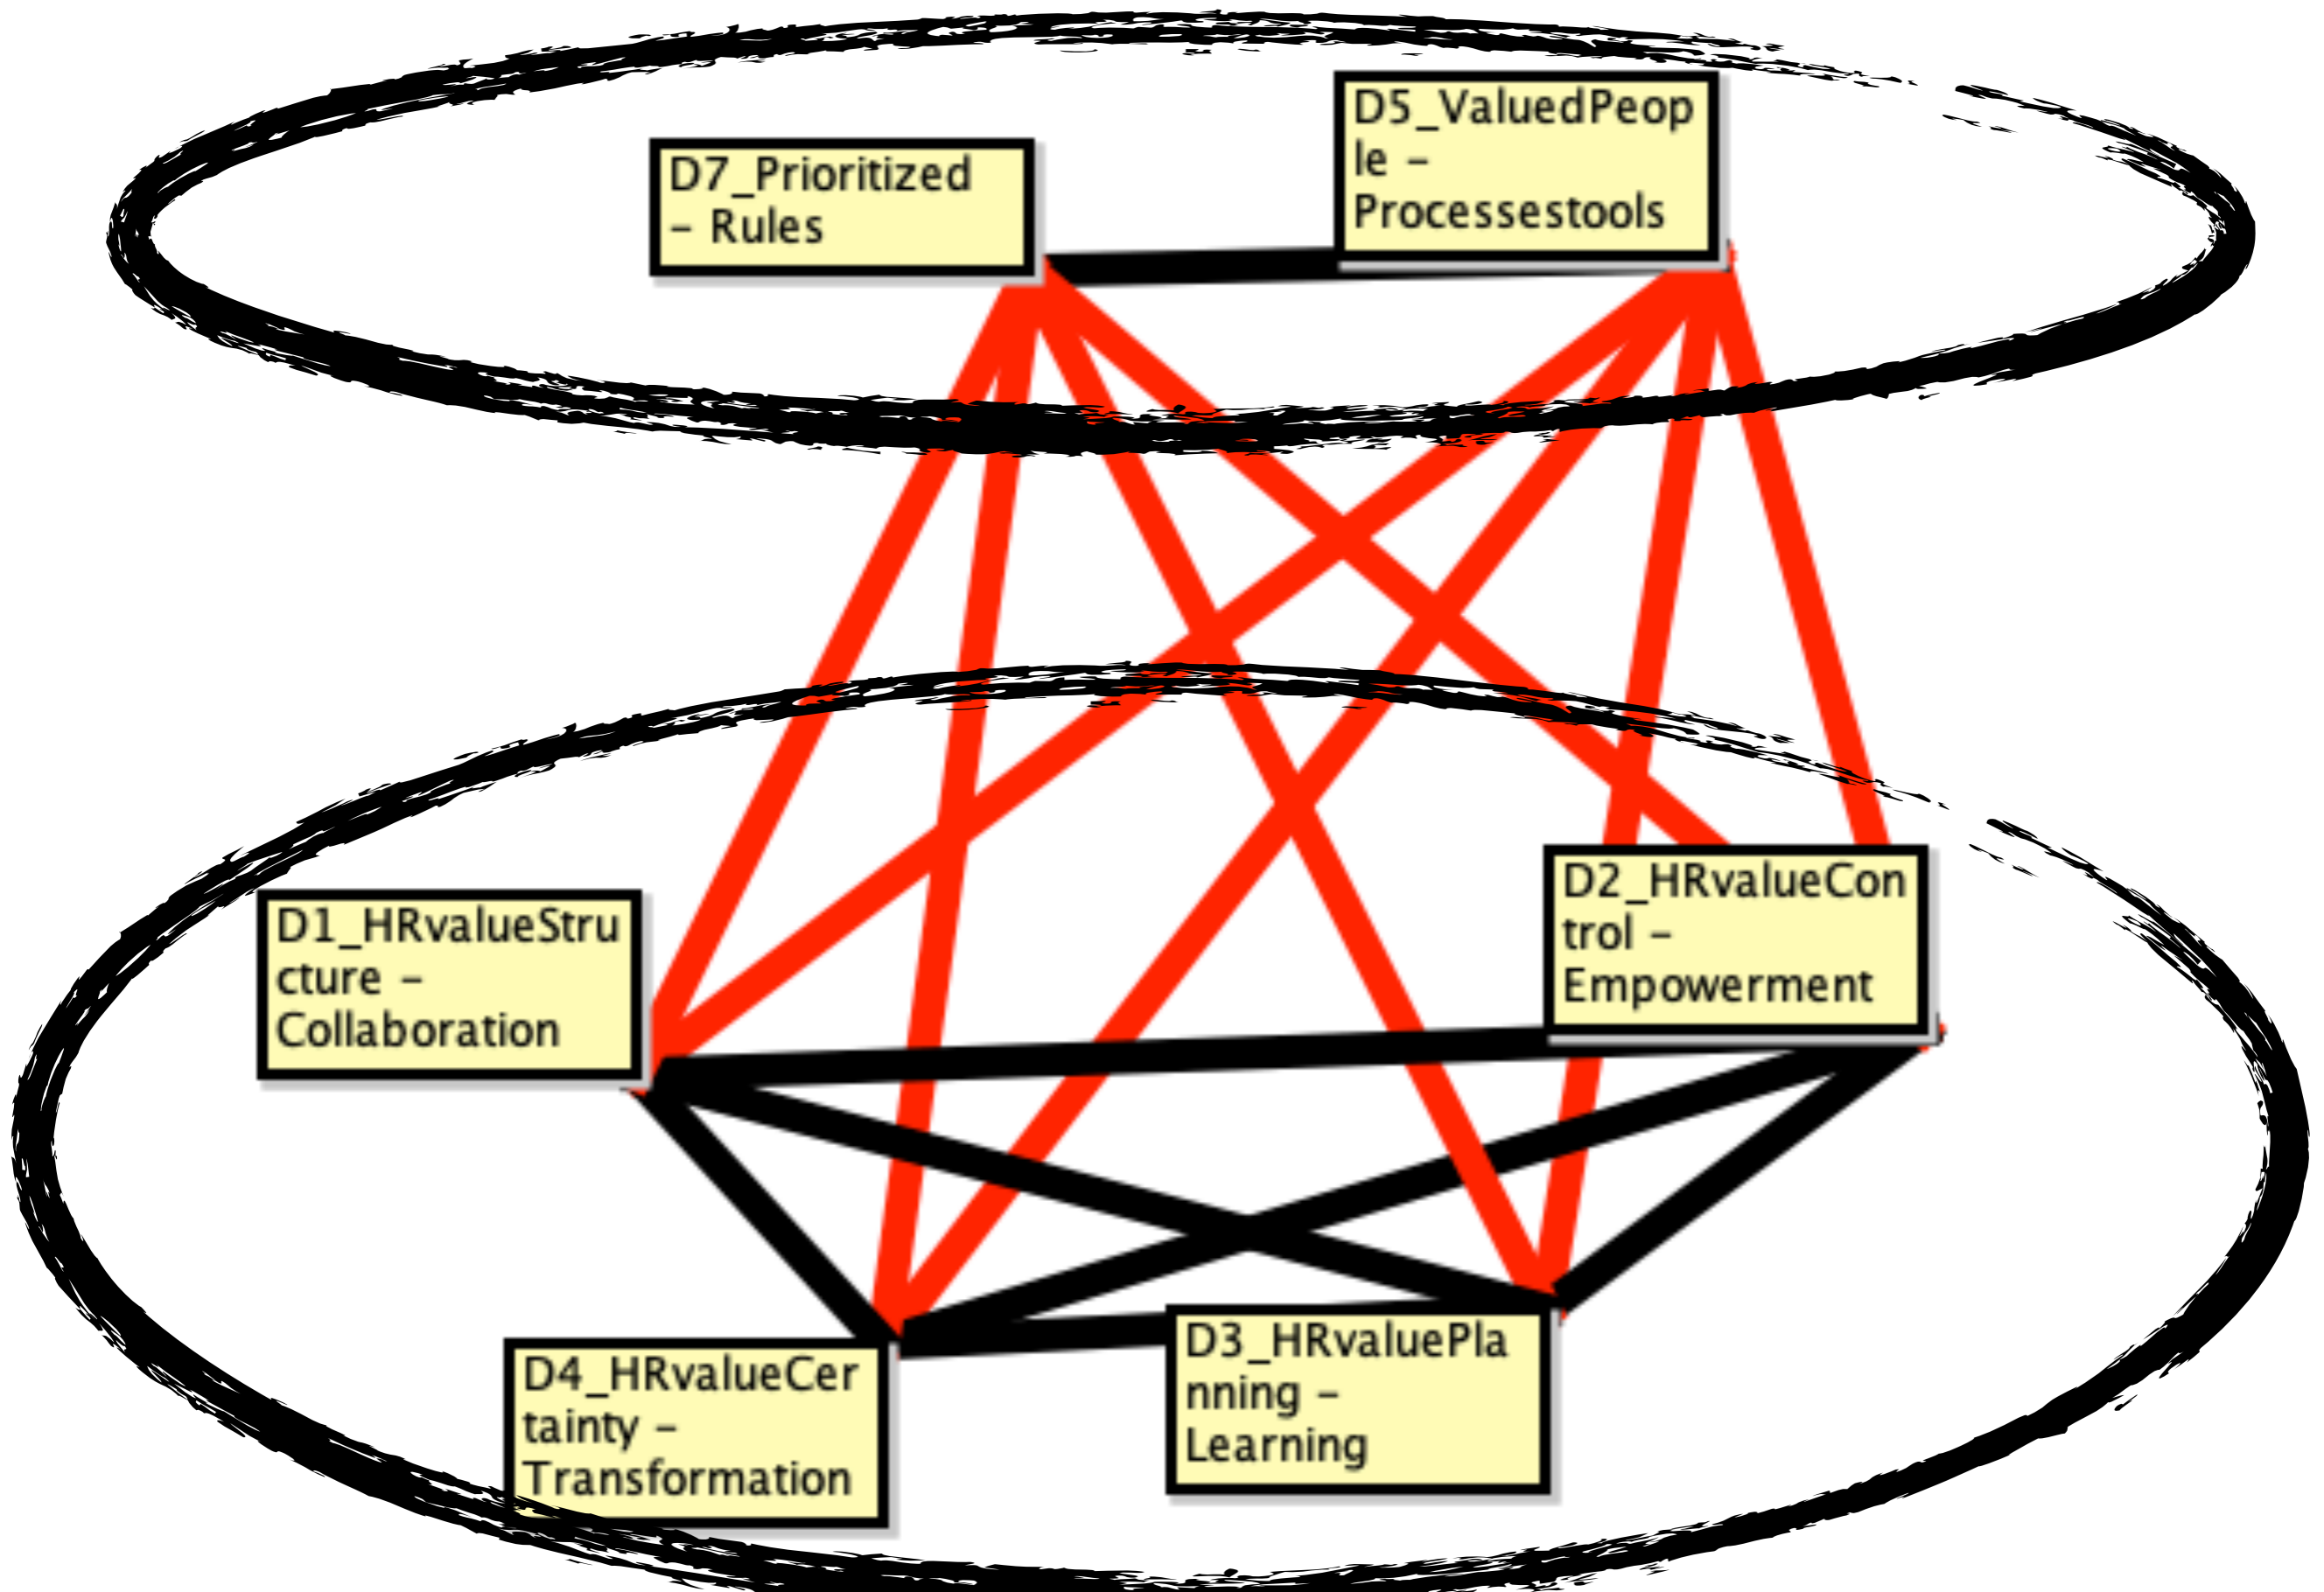 D5_ValuedPeop
le –
Processestools
D7_Prioritized
– Rules
D2_HRvalueCon
trol –
Empowerment
D1_HRvalueStru
cture –
Collaboration
D3_HRvaluePla
nning –
Learning
D4_HRvalueCer
tainty –
Transformation